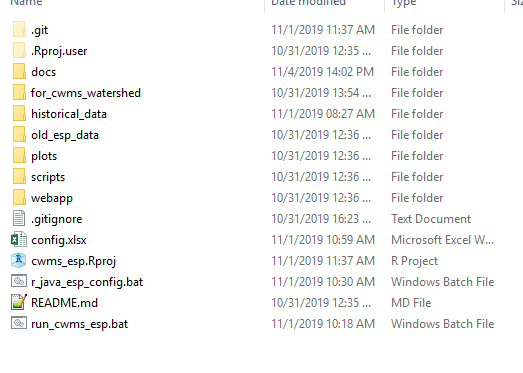 Name Date modified Type Siz
.git 11/1/2019 11:37 AM File folder
.Rproj.user 10/31/2019 12:35 ... File folder
docs 11/4/2019 14:02 PM File folder
for_cwms_watershed 10/31/2019 13:54 ... File folder
historical_data 11/1/2019 08:27 AM File folder
old_esp_data 10/31/2019 12:36 ... File folder
plots 10/31/2019 12:36 ... File folder
scripts 10/31/2019 12:36 ... File folder
webapp 10/31/2019 12:36 ... File folder
.gitignore 10/31/2019 16:23 ... Text Document
config.xlsx 11/1/2019 10:59 AM Microsoft Excel W...
cwms_esp.Rproj 11/1/2019 11:37 AM R Project
r_java_esp_config.bat 11/1/2019 10:30 AM Windows Batch File
README.md 10/31/2019 12:35 ... MD File
run_cwms_esp.bat 11/1/2019 10:18 AM Windows Batch File